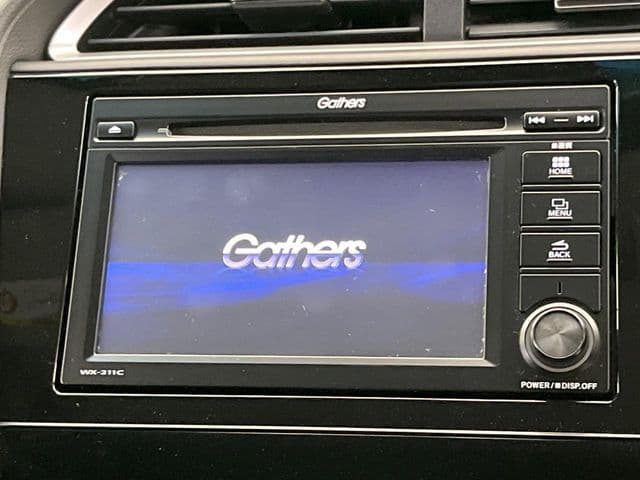 Gathers
HOME
MENU
Gathers
BACK
WX-311C
POWER/ DISP.OFF